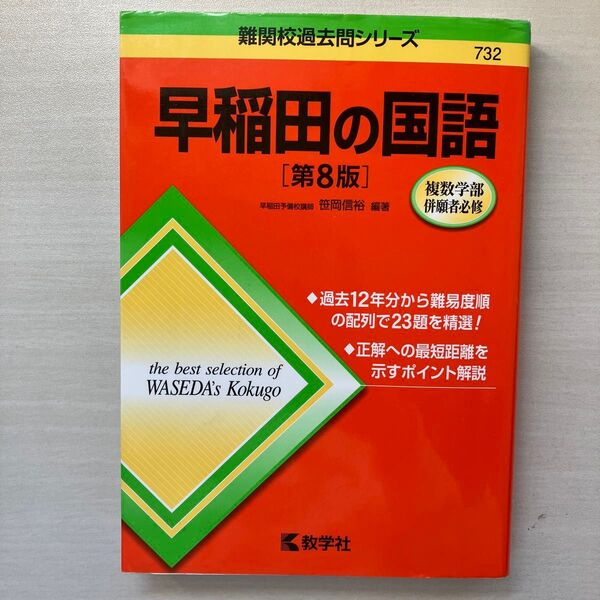 難関校過去問シリーズ
732
早稲田の国語
[第8版]
早稲田予備校講師 笹岡信裕 編著
複数学部
併願者必修
◆過去12年分から難易度順
の配列で23題を精選!
◆正解への最短距離を
示すポイント解説
the best selection of
WASEDA's Kokugo
教学社